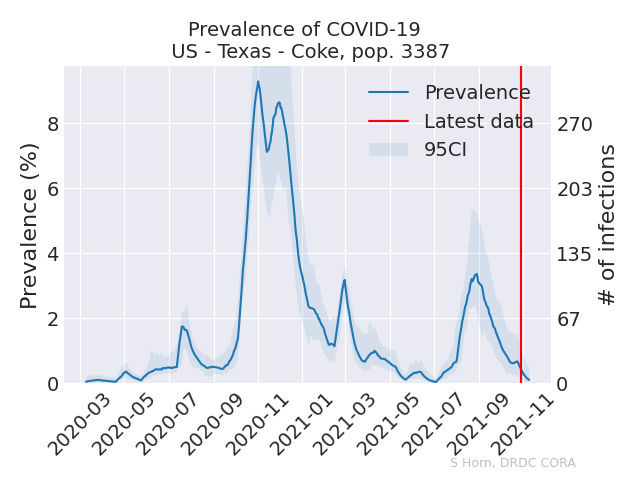 Prevalence of COVID-19
US - Texas - Coke, pop. 3387
Prevalence (%)
8
6
4
2
0
Prevalence
Latest data
95CI
270
203
135
67
0
# of infections
2020-03
2020-05
2020-07
2020-09
2020-11
2021-01
2021-03
2021-05
2021-07
2021-09
2021-11
S Horn, DRDC CORA